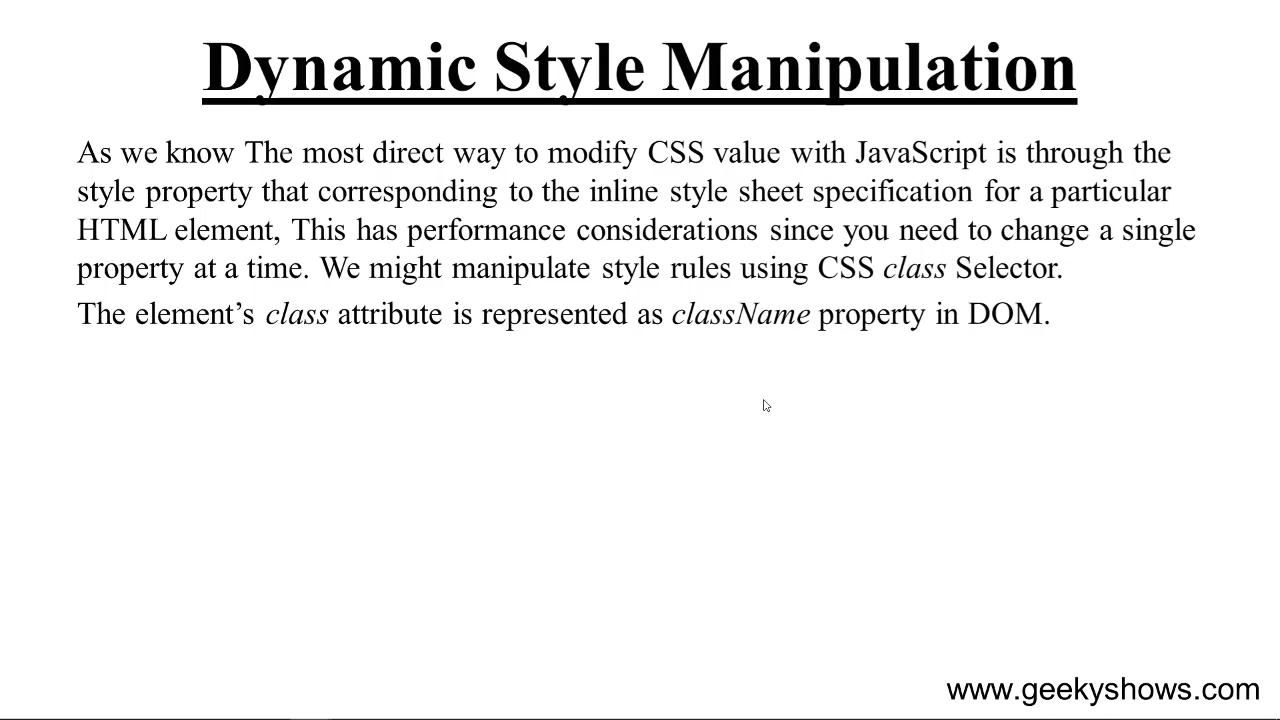 Dynamic Style Manipulation
As we know The most direct way to modify CSS value with JavaScript is through the
style property that corresponding to the inline style sheet specification for a particular
HTML element, This has performance considerations since you need to change a single
property at a time. We might manipulate style rules using CSS class Selector.
The element’s class attribute is represented as className property in DOM.
www.geekyshows.com